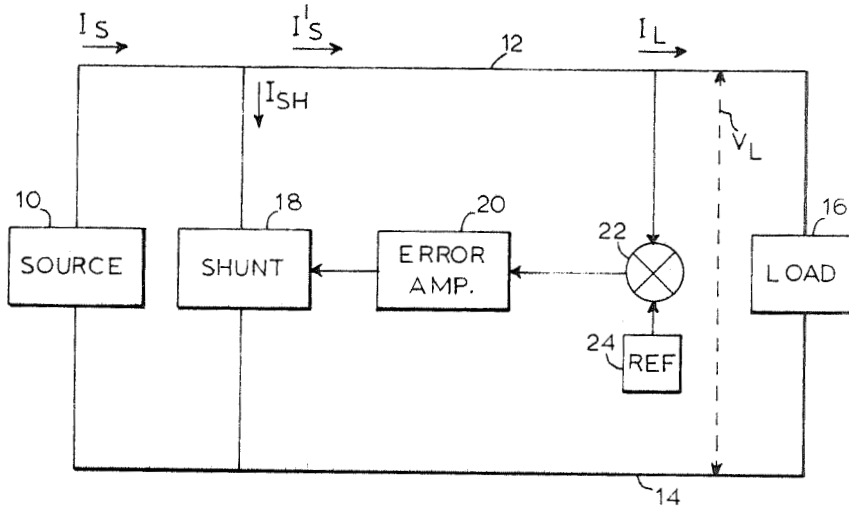 I_S
I'_S
I_L
12
I_SH
V_L
10
18
20
22
16
SOURCE
SHUNT
ERROR
AMP.
LOAD
24
REF
14